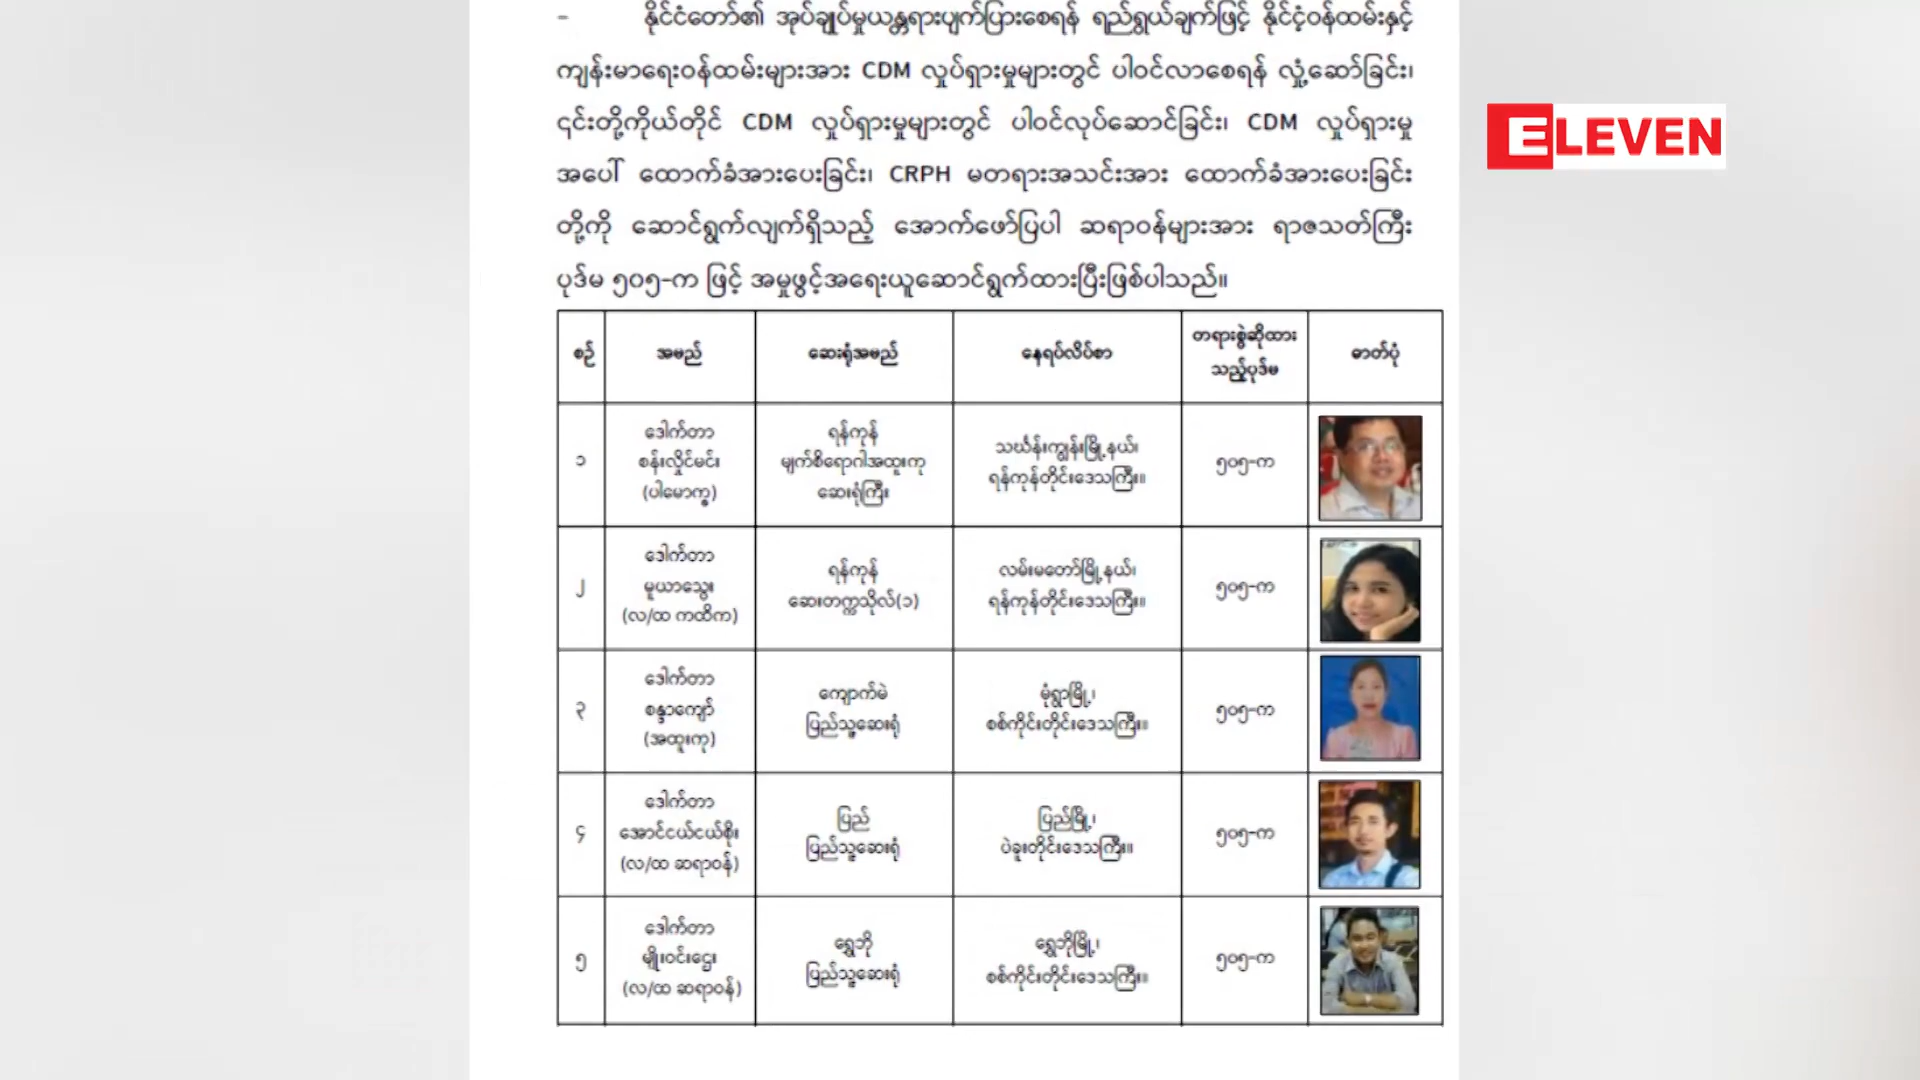 - နိုင်ငံတော်၏ အုပ်ချုပ်မှုယန္တရားပျက်ပြားစေရန် ရည်ရွယ်ချက်ဖြင့် နိုင်ငံ့ဝန်ထမ်းနှင့်
ကျန်းမာရေးဝန်ထမ်းများအား CDM လှုပ်ရှားမှုများတွင် ပါဝင်လာစေရန် လှုံ့ဆော်ခြင်း၊
၎င်းတို့ကိုယ်တိုင် CDM လှုပ်ရှားမှုများတွင် ပါဝင်လုပ်ဆောင်ခြင်း၊ CDM လှုပ်ရှားမှု
အပေါ် ထောက်ခံအားပေးခြင်း၊ CRPH မတရားအသင်းအား ထောက်ခံအားပေးခြင်း
တို့ကို ဆောင်ရွက်လျက်ရှိသည့် အောက်ဖော်ပြပါ ဆရာဝန်များအား ရာဇသတ်ကြီး
ပုဒ်မ ၅၀၅-က ဖြင့် အမှုဖွင့်အရေးယူဆောင်ရွက်ထားပြီးဖြစ်ပါသည်။
ELEVEN
စဉ် အမည် ဆေးရုံအမည် နေရပ်လိပ်စာ တရားစွဲဆိုထား
သည့်ပုဒ်မ ဓာတ်ပုံ
၁ ဒေါက်တာ
စန်းလှိုင်မင်း
(ပါမောက္ခ)
ရန်ကုန်
မျက်စိရောဂါအထူးကု
ဆေးရုံကြီး
သင်္ဃန်းကျွန်းမြို့နယ်၊
ရန်ကုန်တိုင်းဒေသကြီး။
၅၀၅-က
၂ ဒေါက်တာ
မူယာသွေး
(လ/ထ ကထိက)
ရန်ကုန်
ဆေးတက္ကသိုလ်(၁)
လမ်းမတော်မြို့နယ်၊
ရန်ကုန်တိုင်းဒေသကြီး။
၅၀၅-က
၃ ဒေါက်တာ
စန္ဒာကျော်
(အထူးကု)
ကျောက်မဲ
ပြည်သူ့ဆေးရုံ
မုံရွာမြို့၊
စစ်ကိုင်းတိုင်းဒေသကြီး။
၅၀၅-က
၄ ဒေါက်တာ
အောင်ငယ်ငယ်စိုး
(လ/ထ ဆရာဝန်)
ပြည်
ပြည်သူ့ဆေးရုံ
ပြည်မြို့၊
ပဲခူးတိုင်းဒေသကြီး။
၅၀၅-က
၅ ဒေါက်တာ
မျိုးဝင်းဌေး
(လ/ထ ဆရာဝန်)
ရွှေဘို
ပြည်သူ့ဆေးရုံ
ရွှေဘိုမြို့၊
စစ်ကိုင်းတိုင်းဒေသကြီး။
၅၀၅-က